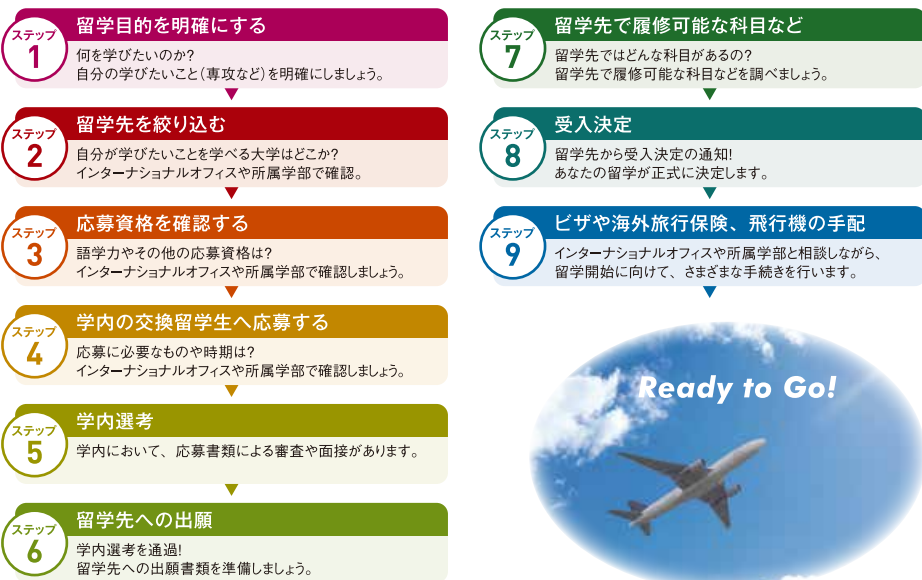 ステップ
1
留学目的を明確にする
何を学びたいのか?
自分の学びたいこと(専攻など)を明確にしましょう。
ステップ
2
留学先を絞り込む
自分が学びたいことを学べる大学はどこか?
インターナショナルオフィスや所属学部で確認。
ステップ
3
応募資格を確認する
語学力やその他の応募資格は?
インターナショナルオフィスや所属学部で確認しましょう。
ステップ
4
学内の交換留学生へ応募する
応募に必要なものや時期は?
インターナショナルオフィスや所属学部で確認しましょう。
ステップ
5
学内選考
学内において、応募書類による審査や面接があります。
ステップ
6
留学先への出願
学内選考を通過!
留学先への出願書類を準備しましょう。
ステップ
7
留学先で履修可能な科目など
留学先ではどんな科目があるの?
留学先で履修可能な科目などを調べましょう。
ステップ
8
受入決定
留学先から受入決定の通知!
あなたの留学が正式に決定します。
ステップ
9
ビザや海外旅行保険、飛行機の手配
インターナショナルオフィスや所属学部と相談しながら、
留学開始に向けて、さまざまな手続きを行います。
Ready to Go!